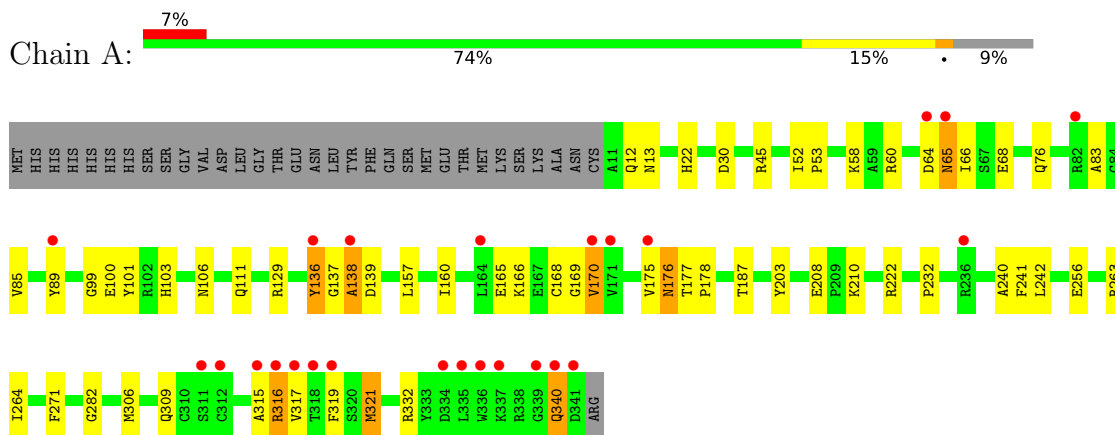 7%
Chain A:
74% 15% • 9%
MET HIS HIS HIS HIS HIS HIS SER SER GLY VAL ASP LEU GLY THR GLU ASN LEU TYR PHE GLN SER MET GLU THR MET LYS SER LYS ALA ASN CYS A11 Q12 N13 H22 D30 R45 I52 P53 K58 A59 R60 D64 N65 I66 S67 E68 Q76 R82 A83 G84
V85 Y89 G99 E100 Y101 R102 H103 N106 Q111 R129 Y136 G137 A138 D139 L157 I160 L164 E165 K166 E167 C168 G169 V170 V171 V175 N176 T177 P178 T187 Y203 E208 P209 K210 R222 P232 R236 A240 F241 L242 E256 R263
I264 F271 G282 M306 Q309 C310 S311 C312 A315 R316 V317 T318 F319 S320 M321 R332 Y333 D334 L335 W336 K337 R338 G339 Q340 D341 ARG